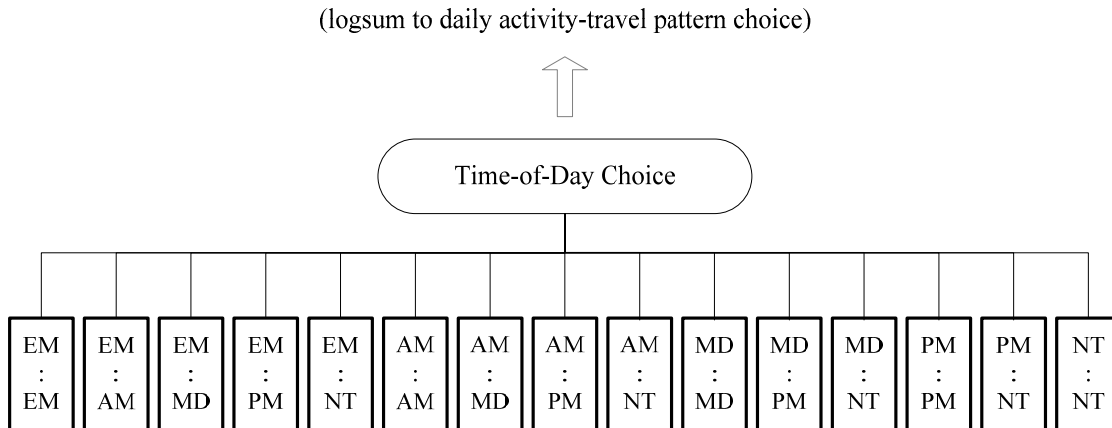 (logsum to daily activity-travel pattern choice)
Time-of-Day Choice
EM EM EM EM EM AM AM AM AM MD MD MD PM PM NT
: : : : : : : : : : : : : : :
EM AM MD PM NT AM MD PM NT MD PM NT PM NT NT